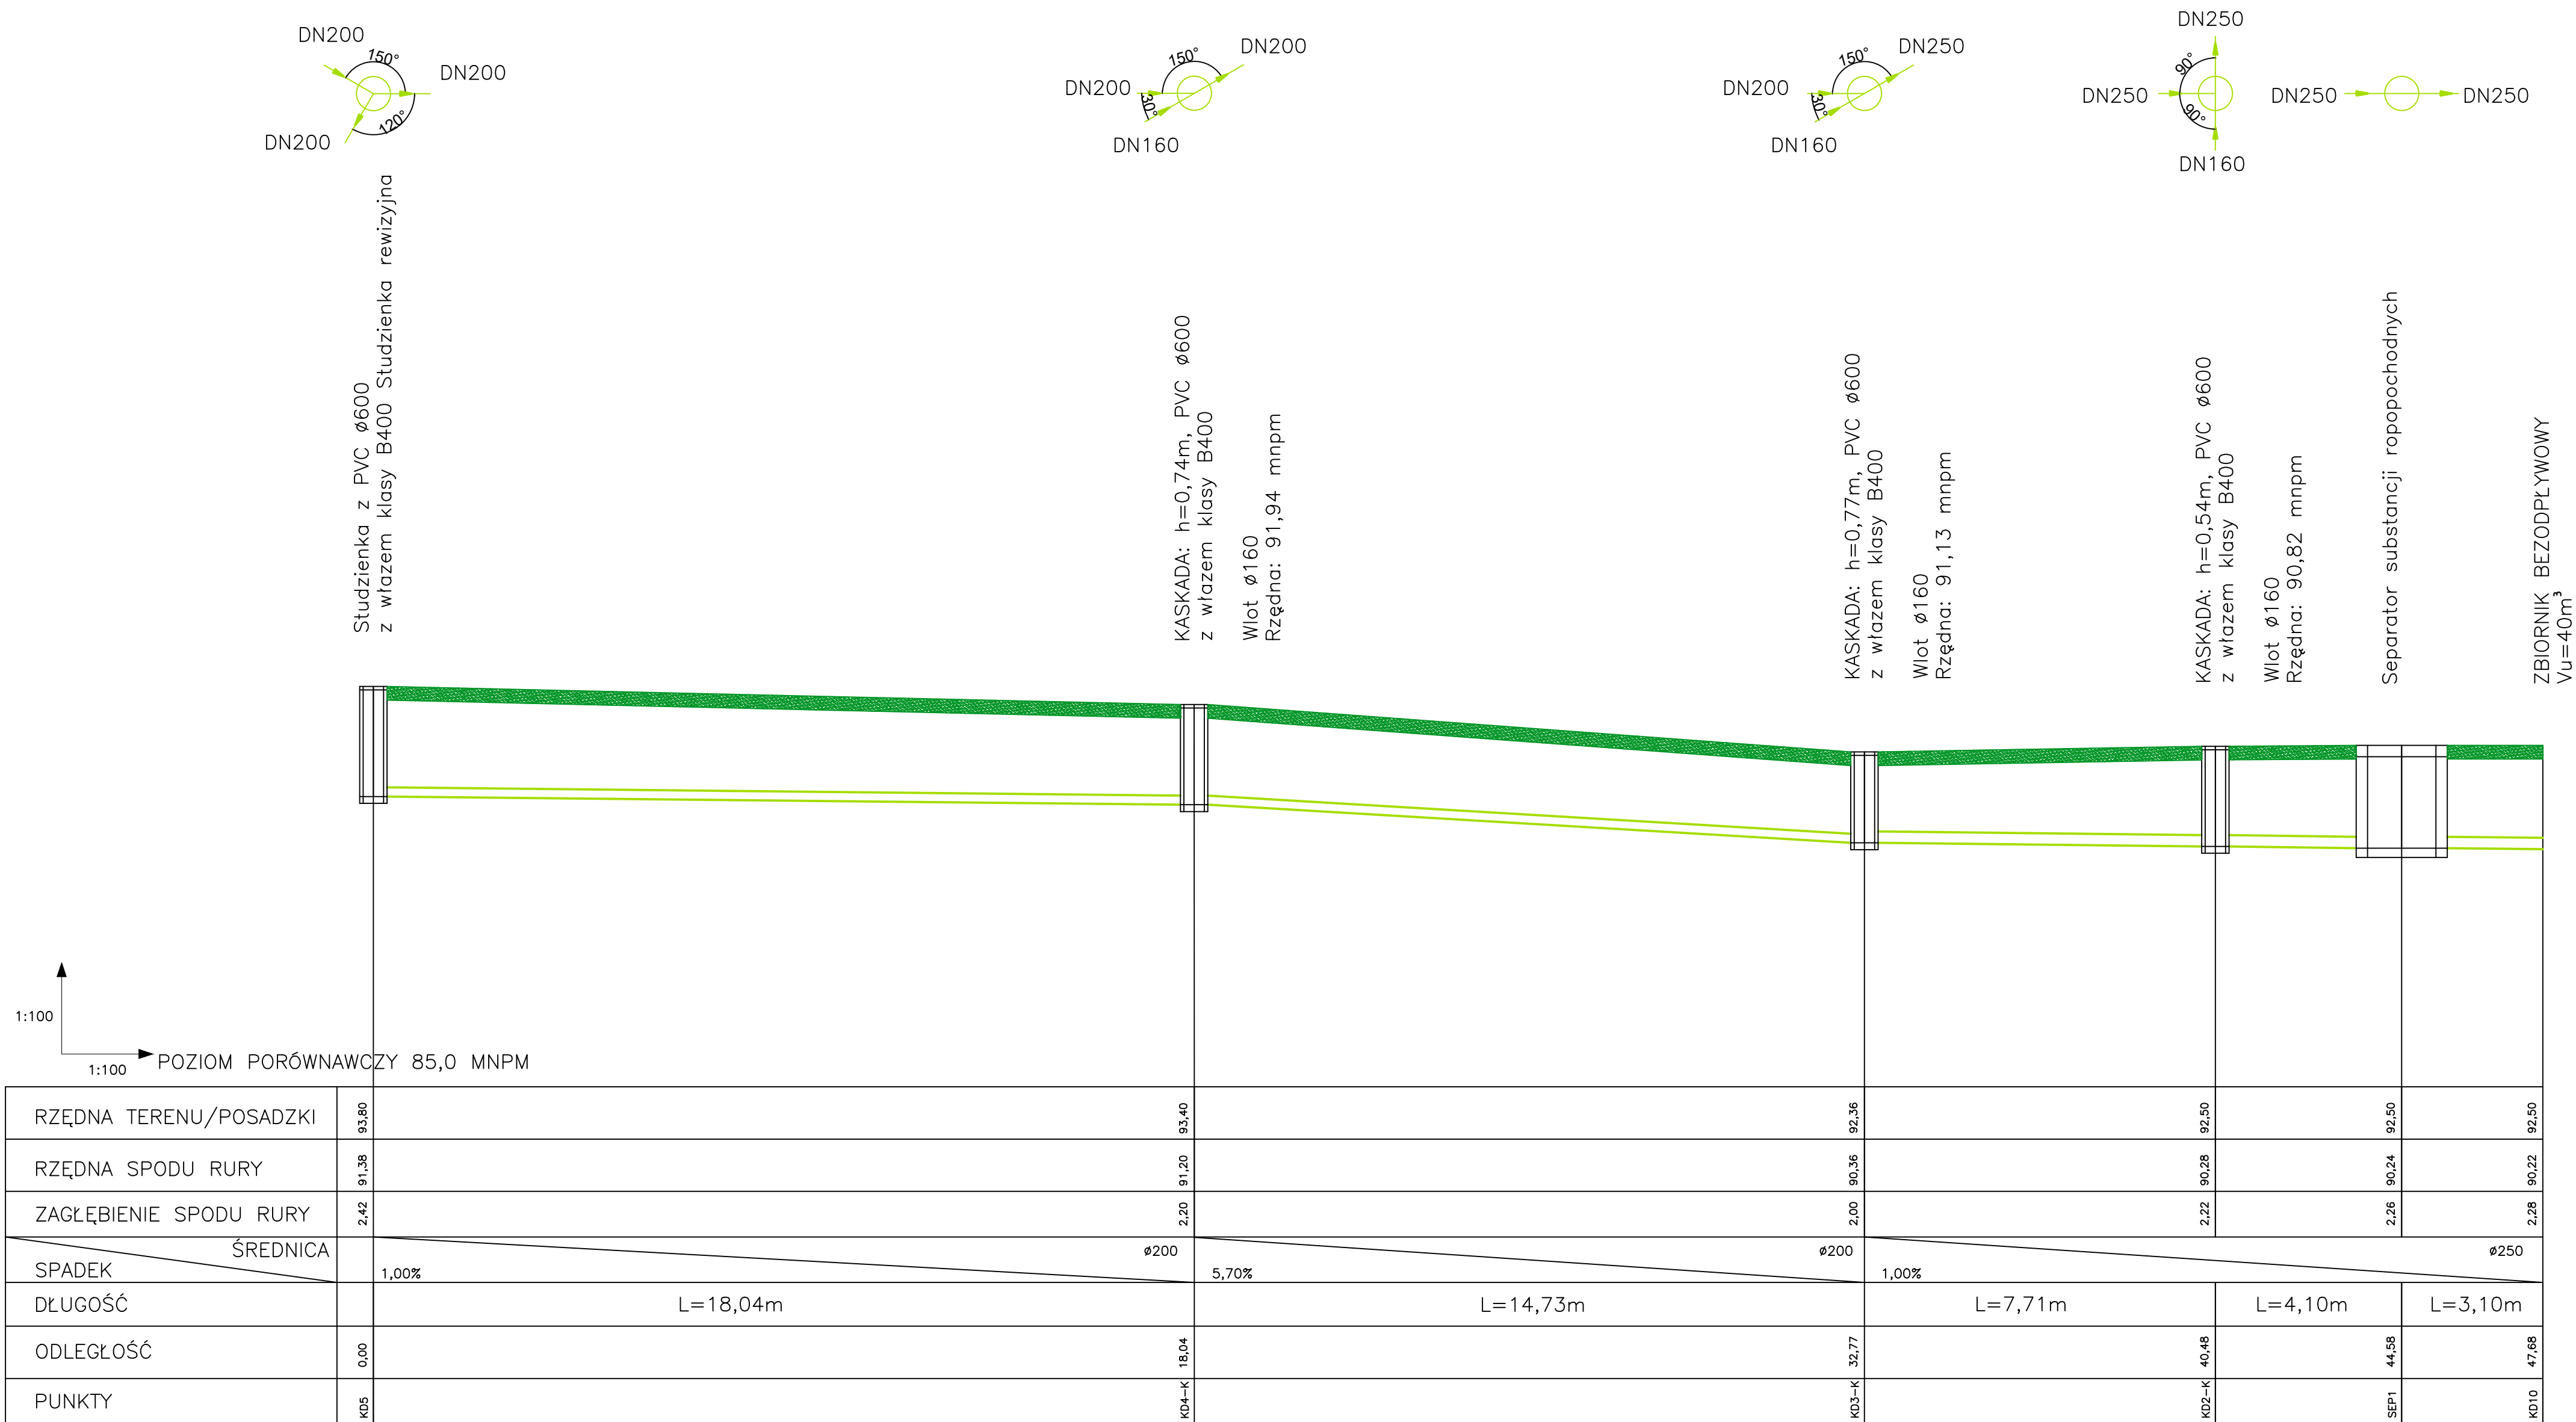 DN200
150°
DN200
120°
DN200
150°
DN200
DN200
30°
DN160
150°
DN250
DN200
30°
DN160
DN250
90°
DN250
90°
DN160
DN250
DN250
Studzienka z PVC ø600
z włazem klasy B400 Studzienka rewizyjna
KASKADA: h=0,74m, PVC ø600
z włazem klasy B400
Wlot ø160
Rzędna: 91,94 mnpm
KASKADA: h=0,77m, PVC ø600
z włazem klasy B400
Wlot ø160
Rzędna: 91,13 mnpm
KASKADA: h=0,54m, PVC ø600
z włazem klasy B400
Wlot ø160
Rzędna: 90,82 mnpm
Separator substancji ropopochodnych
ZBIORNIK BEZODPŁYWOWY
Vu=40m³
1:100
1:100
POZIOM PORÓWNAWCZY 85,0 MNPM
RZĘDNA TERENU/POSADZKI 93,80 93,40 92,36 92,50 92,50 92,50
RZĘDNA SPODU RURY 91,38 91,20 90,36 90,28 90,24 90,22
ZAGŁĘBIENIE SPODU RURY 2,42 2,20 2,00 2,22 2,26 2,28
ŚREDNICA ø200 ø200 ø250
SPADEK 1,00% 5,70% 1,00%
DŁUGOŚĆ L=18,04m L=14,73m L=7,71m L=4,10m L=3,10m
ODLEGŁOŚĆ 0,00 18,04 32,77 40,48 44,58 47,68
PUNKTY KD5 KD4-K KD3-K KD2-K SEP1 KD10